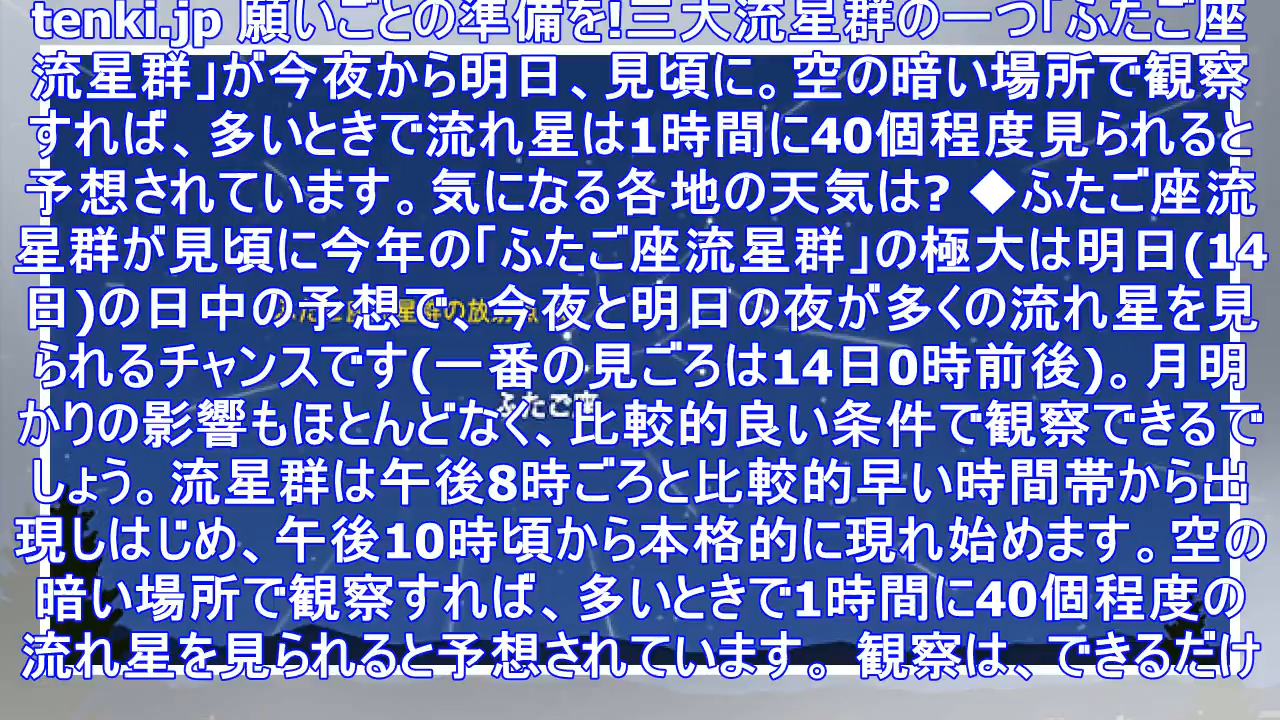 tenki.jp 願いごとの準備を!三大流星群の一つ「ふたご座
流星群」が今夜から明日、見頃に。空の暗い場所で観察
すれば、多いときで流れ星は1時間に40個程度見られると
予想されています。気になる各地の天気は? ◆ふたご座流
星群が見頃に今年の「ふたご座流星群」の極大は明日(14
日)の日中の予想で、今夜と明日の夜が多くの流れ星を見
られるチャンスです(一番の見ごろは14日0時前後)。月明
かりの影響もほとんどなく、比較的良い条件で観察できるで
しょう。流星群は午後8時ごろと比較的早い時間帯から出
現しはじめ、午後10時頃から本格的に現れ始めます。空の
暗い場所で観察すれば、多いときで1時間に40個程度の
流れ星を見られると予想されています。観察は、できるだけ
ふたご座